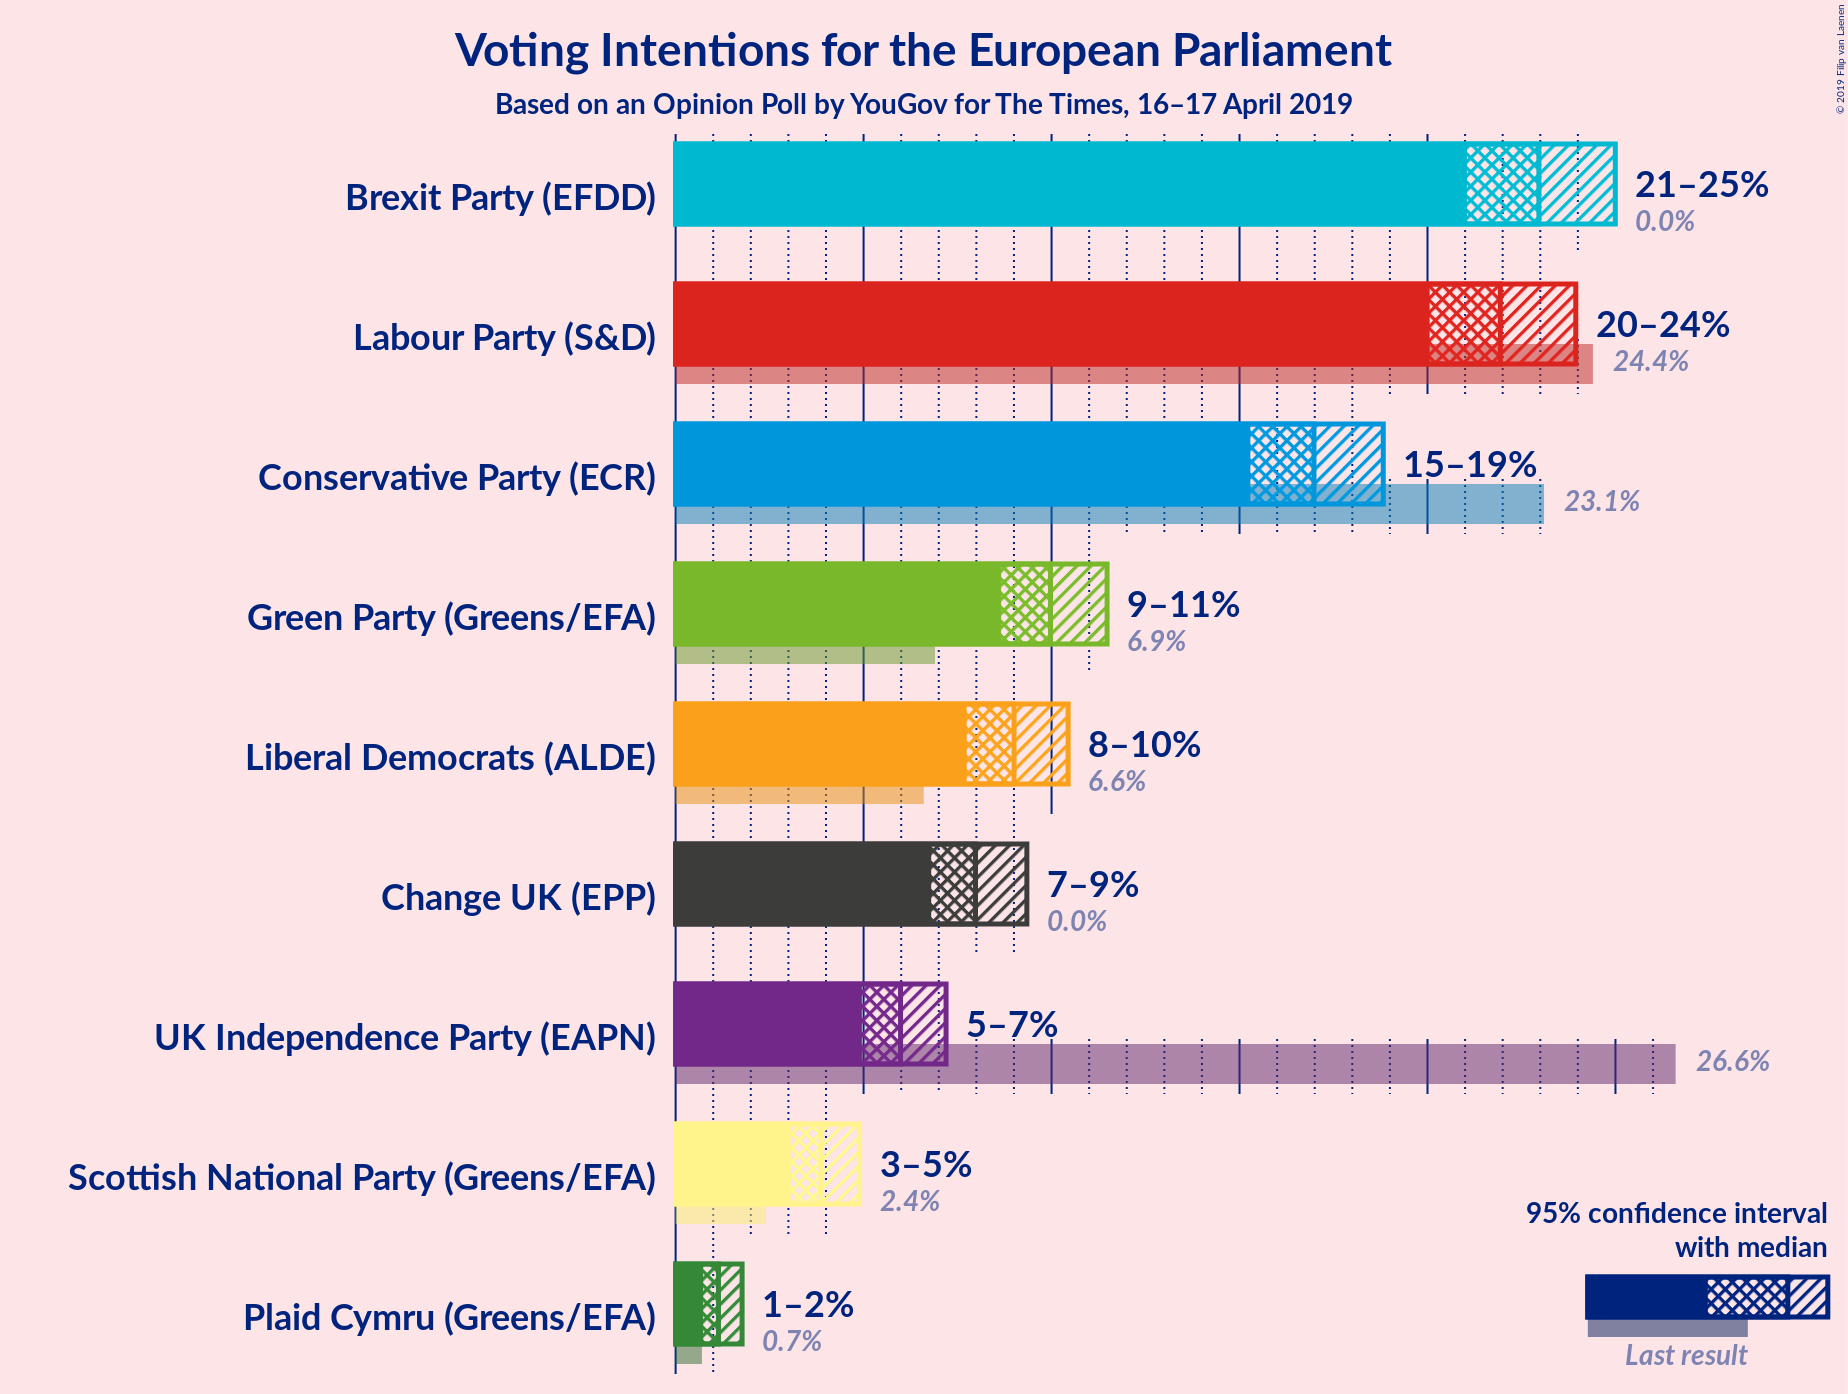 Voting Intentions for the European Parliament
Based on an Opinion Poll by YouGov for The Times, 16–17 April 2019
© 2019 Filip van Laenen
Brexit Party (EFDD)
21–25%
0.0%
Labour Party (S&D)
20–24%
24.4%
Conservative Party (ECR)
15–19%
23.1%
Green Party (Greens/EFA)
9–11%
6.9%
Liberal Democrats (ALDE)
8–10%
6.6%
Change UK (EPP)
7–9%
0.0%
UK Independence Party (EAPN)
5–7%
26.6%
Scottish National Party (Greens/EFA)
3–5%
2.4%
Plaid Cymru (Greens/EFA)
1–2%
0.7%
95% confidence interval
with median
Last result